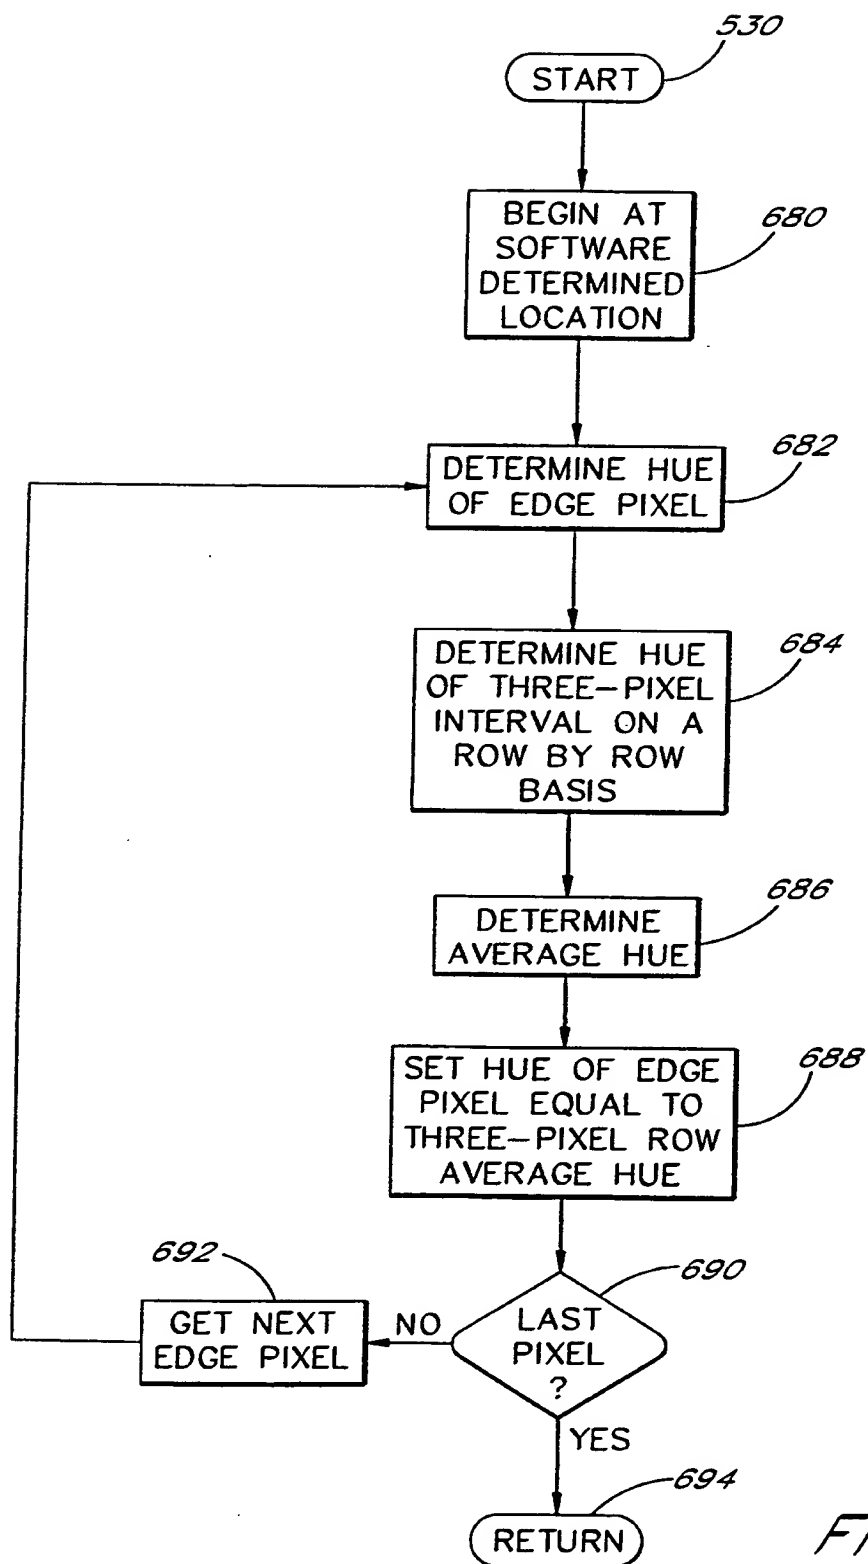 530
START
BEGIN AT
SOFTWARE
DETERMINED
LOCATION
680
DETERMINE HUE
OF EDGE PIXEL
682
DETERMINE HUE
OF THREE-PIXEL
INTERVAL ON A
ROW BY ROW
BASIS
684
DETERMINE
AVERAGE HUE
686
SET HUE OF EDGE
PIXEL EQUAL TO
THREE-PIXEL ROW
AVERAGE HUE
688
692
GET NEXT
EDGE PIXEL
NO
LAST
PIXEL
?
690
YES
694
RETURN